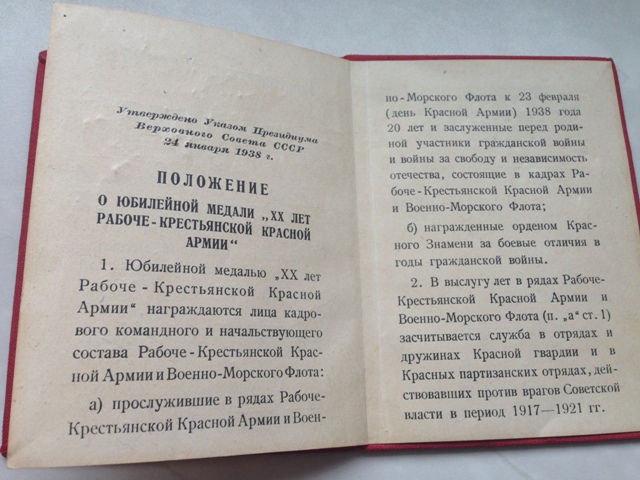 Утверждено Указом Президиума
Верховного Совета СССР
24 января 1938 г.
ПОЛОЖЕНИЕ
О ЮБИЛЕЙНОЙ МЕДАЛИ „XX ЛЕТ
РАБОЧЕ-КРЕСТЬЯНСКОЙ КРАСНОЙ
АРМИИ“
1. Юбилейной медалью „XX лет
Рабоче - Крестьянской Красной
Армии“ награждаются лица кадро-
вого командного и начальствующего
состава Рабоче - Крестьянской Крас-
ной Армии и Военно-Морского Флота:
а) прослужившие в рядах Рабоче-
Крестьянской Красной Армии и Воен-
но - Морского Флота к 23 февраля
(день Красной Армии) 1938 года
20 лет и заслуженные перед роди-
ной участники гражданской войны
и войны за свободу и независимость
отечества, состоящие в кадрах Ра-
боче-Крестьянской Красной Армии
и Военно-Морского Флота;
б) награжденные орденом Крас-
ного Знамени за боевые отличия в
годы гражданской войны.
2. В выслугу лет в рядах Рабоче-
Крестьянской Красной Армии и
Военно-Морского Флота (п. „а“ ст. 1)
засчитывается служба в отрядах и
дружинах Красной гвардии и в
Красных партизанских отрядах, дей-
ствовавших против врагов Советской
власти в период 1917—1921 гг.